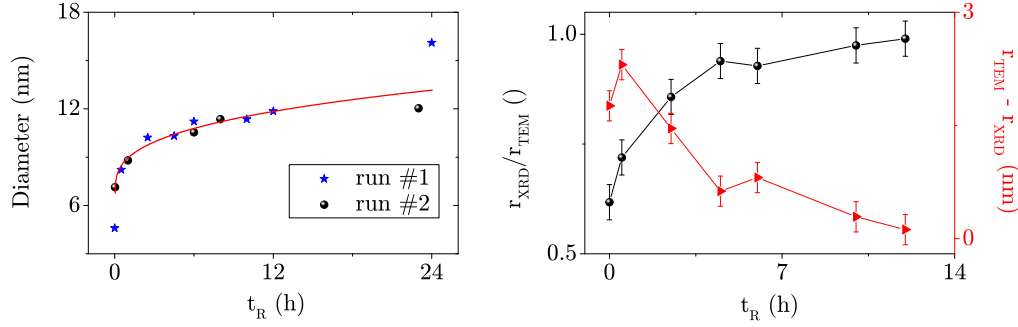 18
12
6
Diameter (nm)
run #1
run #2
0
12
24
t_R (h)
1.0
0.5
r_XRD/r_TEM ()
3
0
r_TEM - r_XRD (nm)
0
7
14
t_R (h)